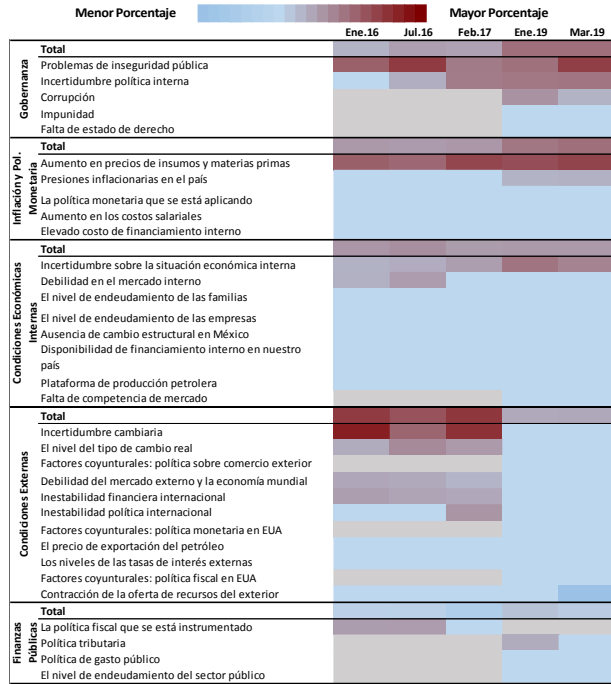 Menor Porcentaje Mayor Porcentaje
Ene.16 Jul.16 Feb.17 Ene.19 Mar.19
Gobernanza
Total
Problemas de inseguridad pública
Incertidumbre política interna
Corrupción
Impunidad
Falta de estado de derecho
Inflación y Pol.
Monetaria
Total
Aumento en precios de insumos y materias primas
Presiones inflacionarias en el país
La política monetaria que se está aplicando
Aumento en los costos salariales
Elevado costo de financiamiento interno
Condiciones Económicas
Internas
Total
Incertidumbre sobre la situación económica interna
Debilidad en el mercado interno
El nivel de endeudamiento de las familias
El nivel de endeudamiento de las empresas
Ausencia de cambio estructural en México
Disponibilidad de financiamiento interno en nuestro
país
Plataforma de producción petrolera
Falta de competencia de mercado
Condiciones Externas
Total
Incertidumbre cambiaria
El nivel del tipo de cambio real
Factores coyunturales: política sobre comercio exterior
Debilidad del mercado externo y la economía mundial
Inestabilidad financiera internacional
Inestabilidad política internacional
Factores coyunturales: política monetaria en EUA
El precio de exportación del petróleo
Los niveles de las tasas de interés externas
Factores coyunturales: política fiscal en EUA
Contracción de la oferta de recursos del exterior
Finanzas
Públicas
Total
La política fiscal que se está instrumentado
Política tributaria
Política de gasto público
El nivel de endeudamiento del sector público